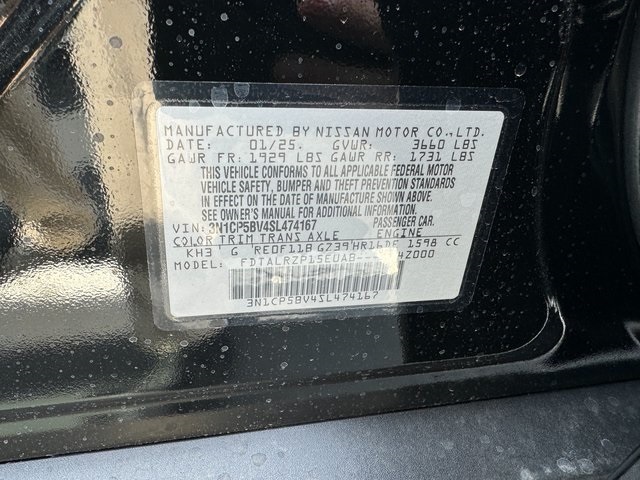 MANUFACTURED BY NISSAN MOTOR CO.,LTD.
DATE: 01/25. GVWR: 3660 LBS
GAWR FR: 1929 LBS GAWR RR: 1731 LBS
THIS VEHICLE CONFORMS TO ALL APPLICABLE FEDERAL MOTOR
VEHICLE SAFETY, BUMPER AND THEFT PREVENTION STANDARDS
IN EFFECT ON THE DATE OF MANUFACTURE SHOWN ABOVE.
SEE OWNER'S MANUAL FOR ADDITIONAL INFORMATION.
VIN: 3N1CP5BV4SL474167 PASSENGER CAR.
COLOR TRIM TRANS AXLE ENGINE
KH3 G RE0F11B G739 HR16DE 1598 CC
MODEL: FDTALRZP15EUAB---- 4Z000
3N1CP5BV4SL474167